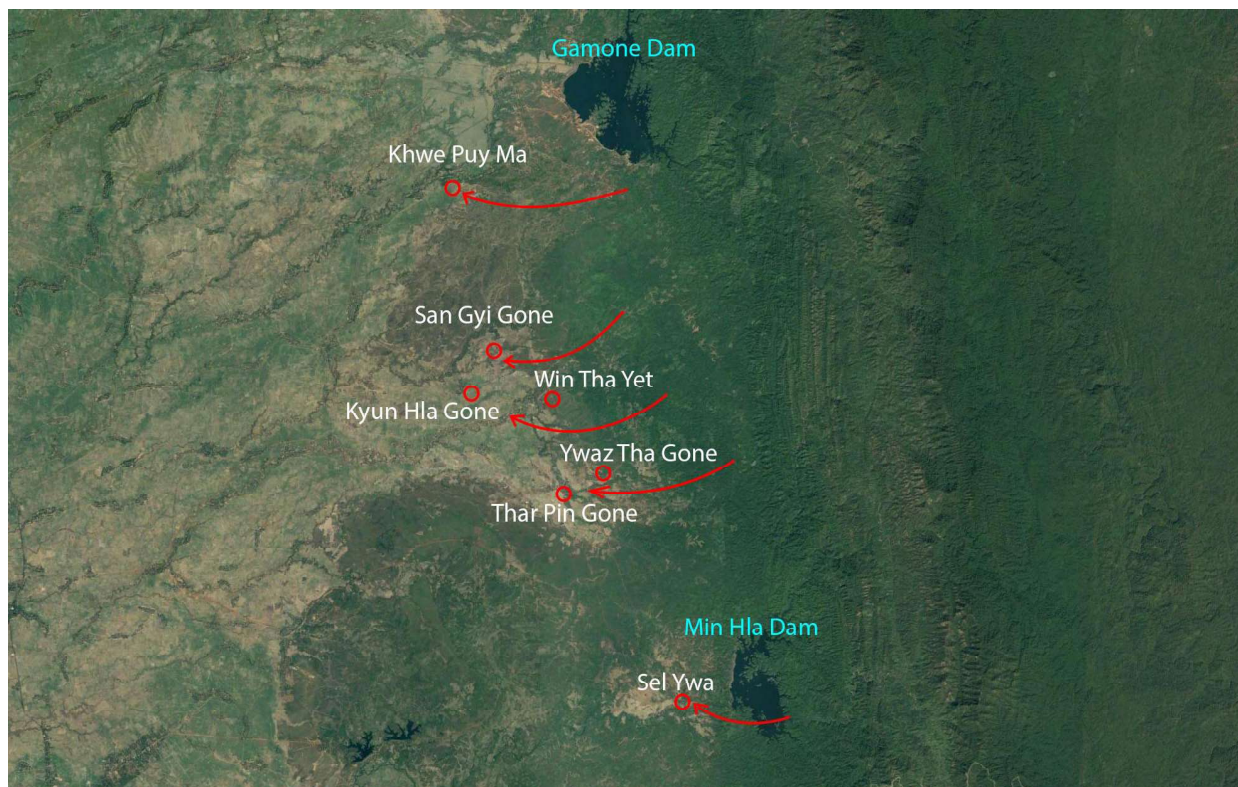 Gamone Dam
Khwe Puy Ma
San Gyi Gone
Win Tha Yet
Kyun Hla Gone
Ywaz Tha Gone
Thar Pin Gone
Min Hla Dam
Sel Ywa